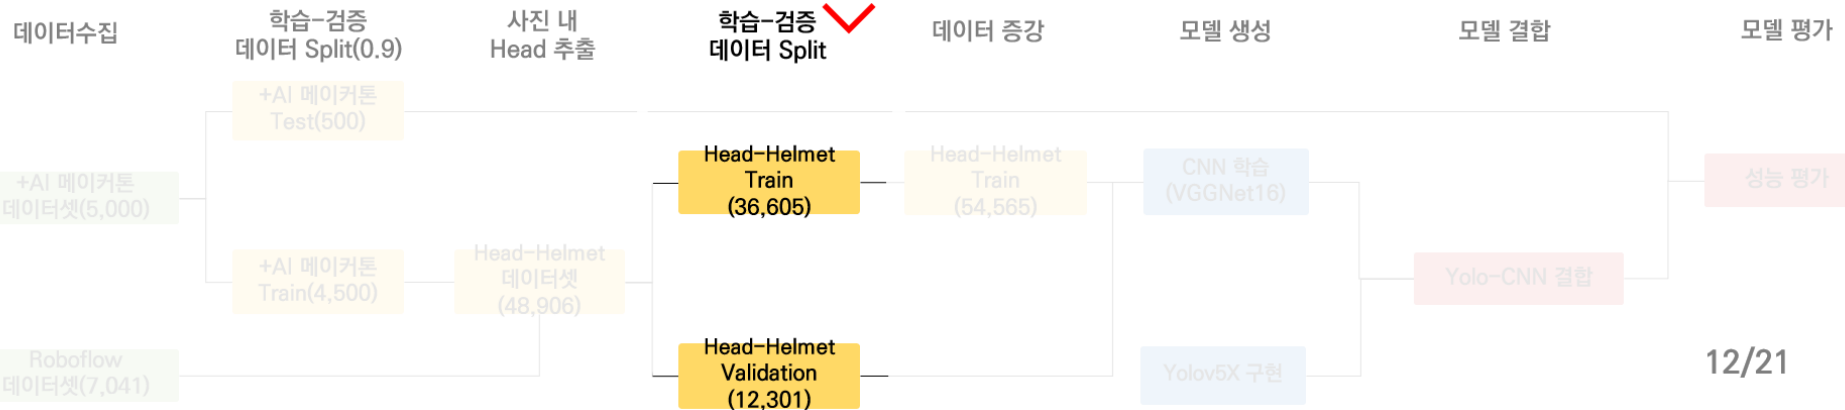 데이터수집
학습-검증
데이터 Split(0.9)
사진 내
Head 추출
학습-검증
데이터 Split
데이터 증강
모델 생성
모델 결합
모델 평가
+AI 메이커톤
Test(500)
+AI 메이커톤
데이터셋(5,000)
+AI 메이커톤
Train(4,500)
Roboflow
데이터셋(7,041)
Head-Helmet
데이터셋
(48,906)
Head-Helmet
Train
(36,605)
Head-Helmet
Validation
(12,301)
Head-Helmet
Train
(54,565)
CNN 학습
(VGGNet16)
Yolov5X 구현
Yolo-CNN 결합
성능 평가
12/21